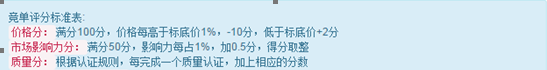 竟单评分标准表:
价格分： 满分100分，价格每高于标底价1%，-10分，低于标底价+2分
市场影响力分： 满分50分，影响力每占1%，加0.5分，得分取整
质量分： 根据认证规则，每完成一个质量认证，加上相应的分数